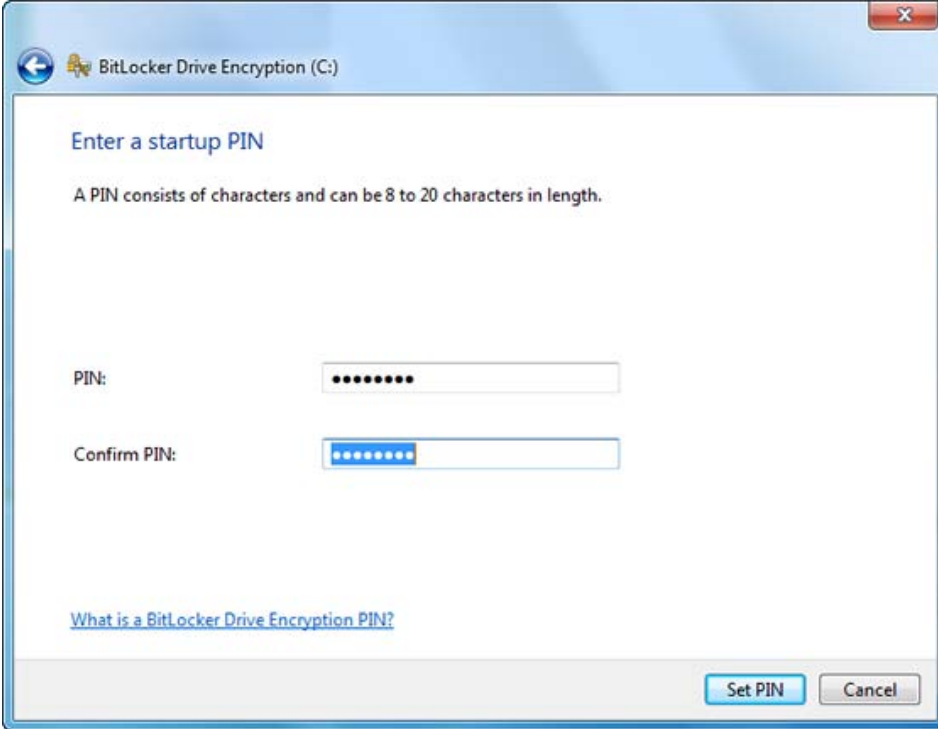 BitLocker Drive Encryption (C:)
Enter a startup PIN
A PIN consists of characters and can be 8 to 20 characters in length.
PIN: ••••••••
Confirm PIN: ••••••••
What is a BitLocker Drive Encryption PIN?
Set PIN Cancel